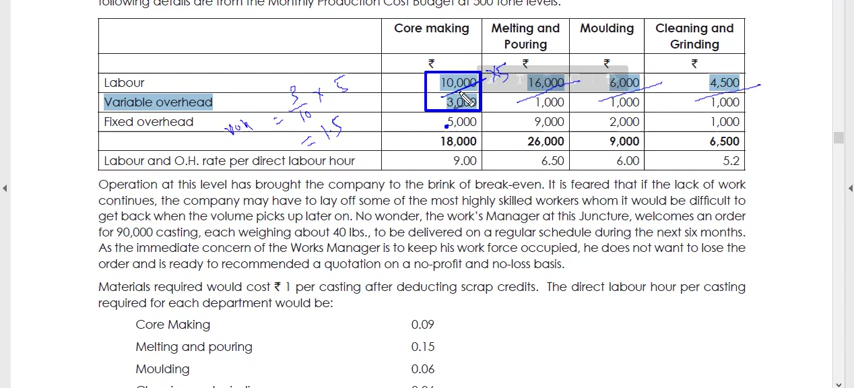 following details are from the Monthly Production Cost Budget at 500 tone levels.
Core making Melting and Pouring Moulding Cleaning and Grinding
₹ ₹ ₹ ₹
Labour 10,000 16,000 6,000 4,500
Variable overhead 3,000 1,000 1,000 1,000
Fixed overhead 5,000 9,000 2,000 1,000
18,000 26,000 9,000 6,500
Labour and O.H. rate per direct labour hour 9.00 6.50 6.00 5.2
×5
VOH = 3/10 × 5
= 1.5
Operation at this level has brought the company to the brink of break-even. It is feared that if the lack of work
continues, the company may have to lay off some of the most highly skilled workers whom it would be difficult to
get back when the volume picks up later on. No wonder, the work's Manager at this Juncture, welcomes an order
for 90,000 casting, each weighing about 40 lbs., to be delivered on a regular schedule during the next six months.
As the immediate concern of the Works Manager is to keep his work force occupied, he does not want to lose the
order and is ready to recommended a quotation on a no-profit and no-loss basis.
Materials required would cost ₹ 1 per casting after deducting scrap credits. The direct labour hour per casting
required for each department would be:
Core Making 0.09
Melting and pouring 0.15
Moulding 0.06